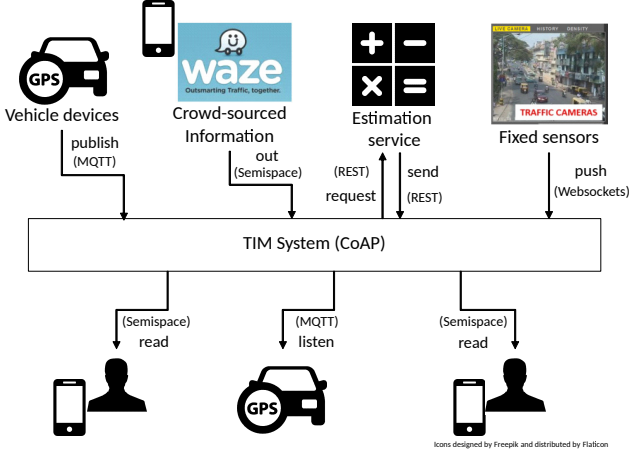 LIVE CAMERA HISTORY DENSITY
waze
Outsmarting Traffic, together.
GPS
TRAFFIC CAMERAS
Vehicle devices
Crowd-sourced
Information
Estimation
service
Fixed sensors
publish
(MQTT)
out
(Semispace)
(REST)
request
send
(REST)
push
(Websockets)
TIM System (CoAP)
(Semispace)
read
(MQTT)
listen
(Semispace)
read
GPS
Icons designed by Freepik and distributed by Flaticon